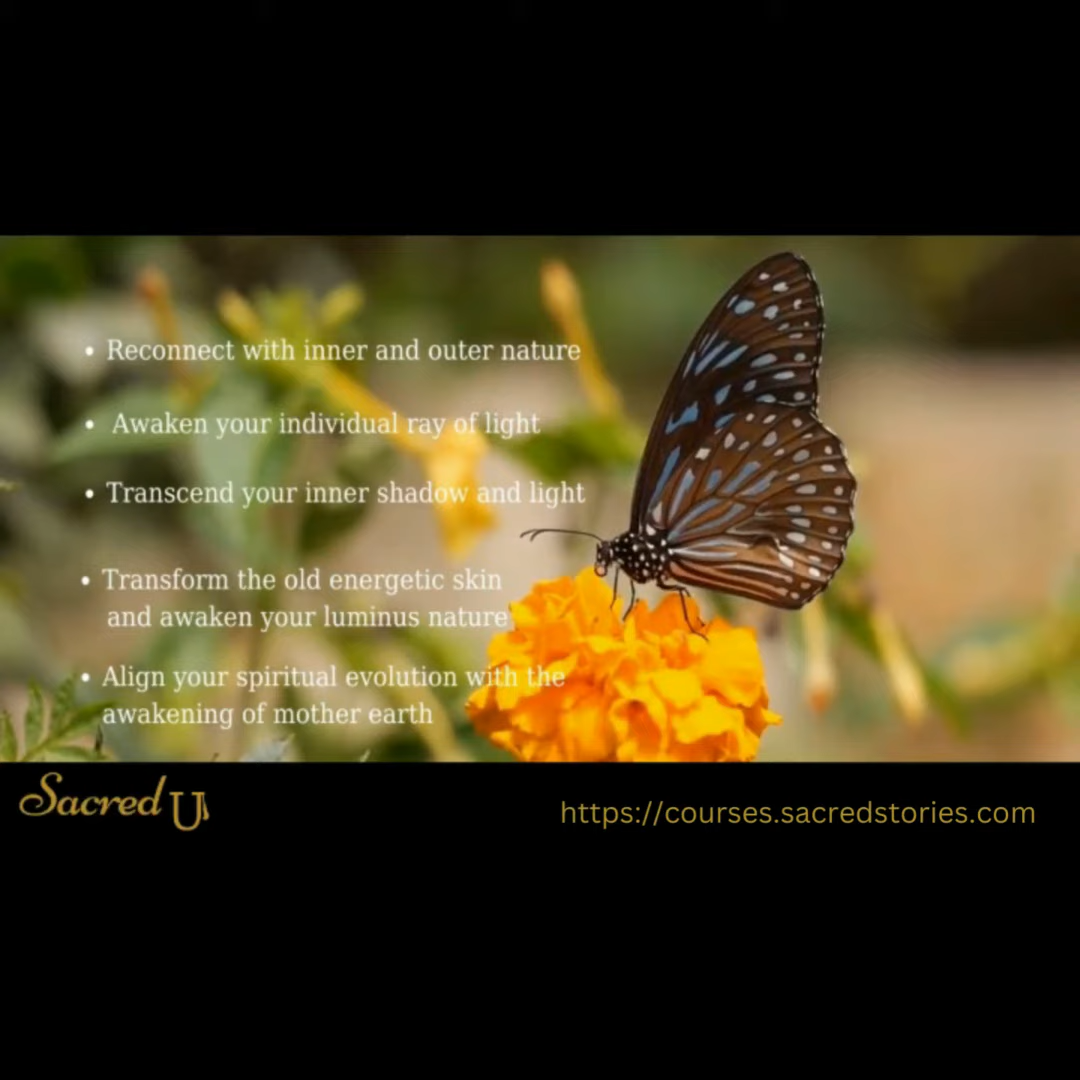 • Reconnect with inner and outer nature
• Awaken your individual ray of light
• Transcend your inner shadow and light
• Transform the old energetic skin
and awaken your luminus nature
• Align your spiritual evolution with the
awakening of mother earth
Sacred U
https://courses.sacredstories.com